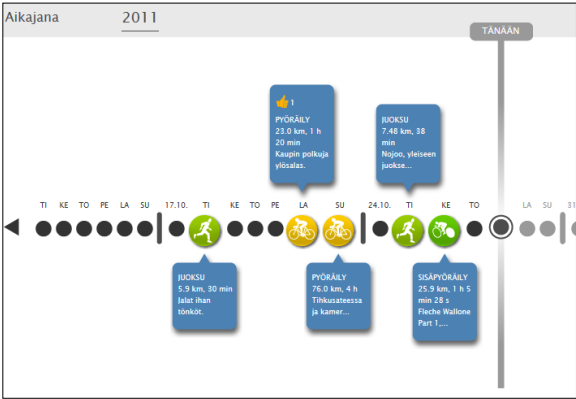 Aikajana 2011
TÄNÄÄN
1
PYÖRÄILY
23.0 km, 1 h
20 min
Kaupin polkuja
ylösalas.
JUOKSU
7.48 km, 38
min
Nojoo, yleiseen
juokse...
TI KE TO PE LA SU 17.10. TI KE TO PE LA SU 24.10. TI KE TO LA SU 31
JUOKSU
5.9 km, 30 min
Jalat ihan
tönköt.
PYÖRÄILY
76.0 km, 4 h
Tihkusateessa
ja kamer...
SISÄPYÖRÄILY
25.9 km, 1 h 5
min 28 s
Fleche Wallone
Part 1,...